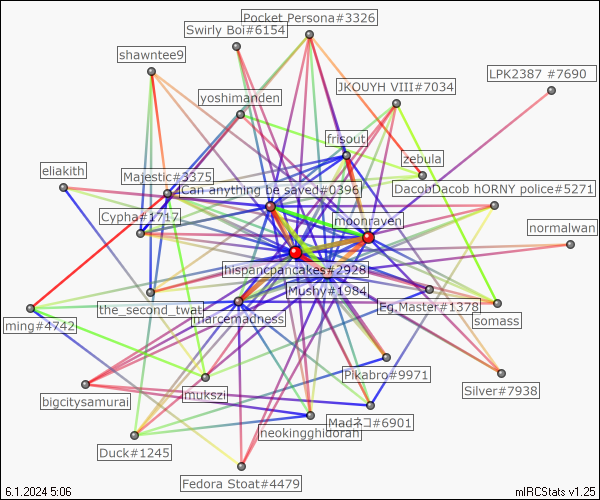 Pocket Persona#3326
Swirly Boi#6154
shawntee9
LPK2387 #7690
JKOUYH VIII#7034
yoshimanden
frisout
zebula
eliakith
Majestic#3375
Can anything be saved#0396
DacobDacob hORNY police#5271
Cypha#1717
moonraven
normalwan
hispancpancakes#2928
Mushy#1984
the_second_twat
Eg.Master#1378
somass
ming#4742
marcemadness
Pikabro#9971
Silver#7938
bigcitysamurai
mukszi
Madネコ#6901
neokingghidorah
Duck#1245
Fedora Stoat#4479
6.1.2024 5:06
mIRCStats v1.25